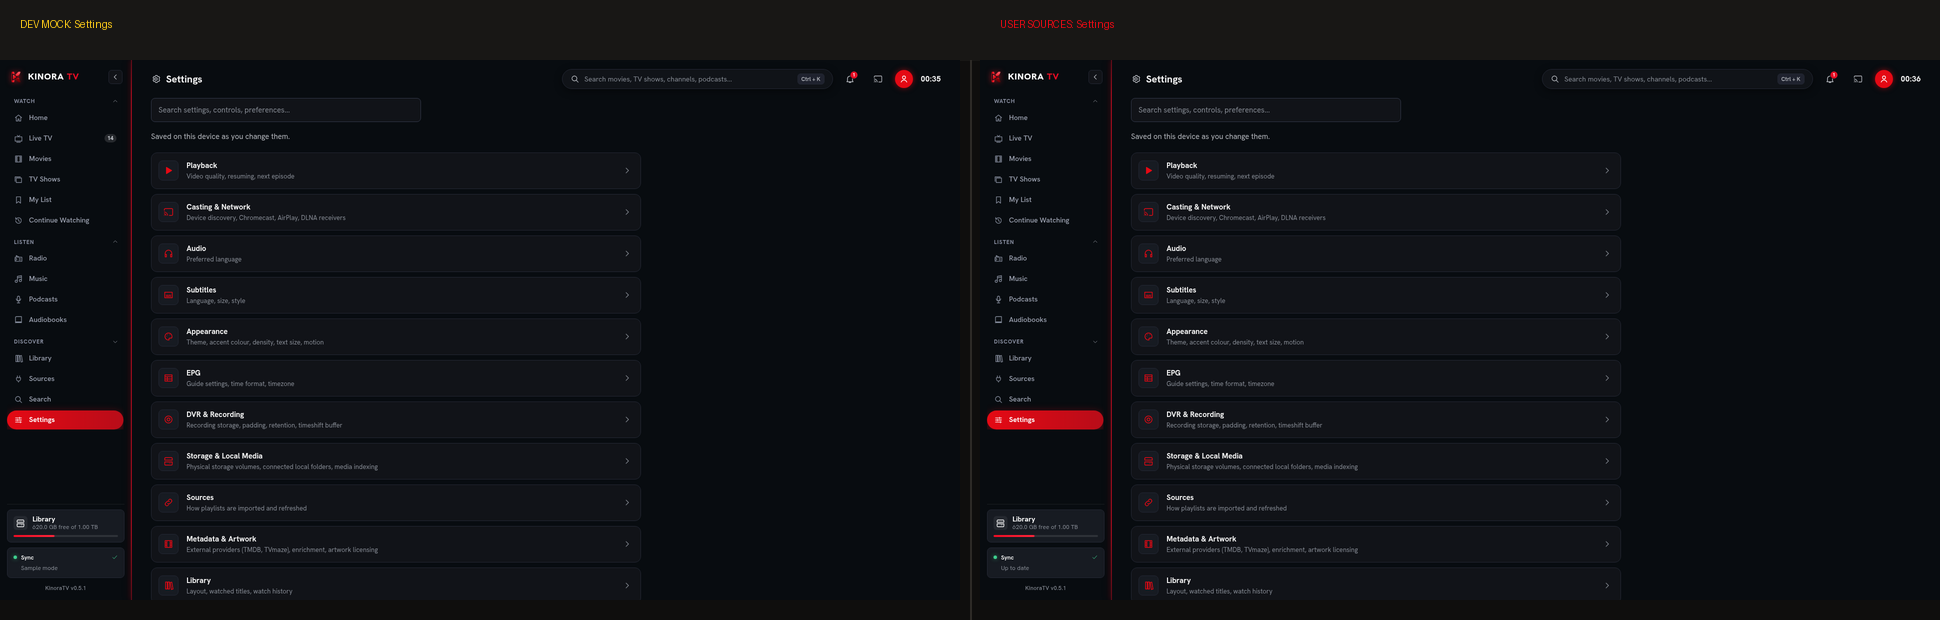 DEV MOCK: Settings
KINORA TV
WATCH
Home
Live TV 14
Movies
TV Shows
My List
Continue Watching
LISTEN
Radio
Music
Podcasts
Audiobooks
DISCOVER
Library
Sources
Search
Settings
Library
620.0 GB free of 1.00 TB
Sync
Sample mode
KinoraTV v0.5.1
Settings
Search movies, TV shows, channels, podcasts... Ctrl + K
1
00:35
Search settings, controls, preferences...
Saved on this device as you change them.
Playback
Video quality, resuming, next episode
Casting & Network
Device discovery, Chromecast, AirPlay, DLNA receivers
Audio
Preferred language
Subtitles
Language, size, style
Appearance
Theme, accent colour, density, text size, motion
EPG
Guide settings, time format, timezone
DVR & Recording
Recording storage, padding, retention, timeshift buffer
Storage & Local Media
Physical storage volumes, connected local folders, media indexing
Sources
How playlists are imported and refreshed
Metadata & Artwork
External providers (TMDB, TVmaze), enrichment, artwork licensing
Library
Layout, watched titles, watch history
USER SOURCES: Settings
KINORA TV
WATCH
Home
Live TV
Movies
TV Shows
My List
Continue Watching
LISTEN
Radio
Music
Podcasts
Audiobooks
DISCOVER
Library
Sources
Search
Settings
Library
620.0 GB free of 1.00 TB
Sync
Up to date
KinoraTV v0.5.1
Settings
Search movies, TV shows, channels, podcasts... Ctrl + K
1
00:36
Search settings, controls, preferences...
Saved on this device as you change them.
Playback
Video quality, resuming, next episode
Casting & Network
Device discovery, Chromecast, AirPlay, DLNA receivers
Audio
Preferred language
Subtitles
Language, size, style
Appearance
Theme, accent colour, density, text size, motion
EPG
Guide settings, time format, timezone
DVR & Recording
Recording storage, padding, retention, timeshift buffer
Storage & Local Media
Physical storage volumes, connected local folders, media indexing
Sources
How playlists are imported and refreshed
Metadata & Artwork
External providers (TMDB, TVmaze), enrichment, artwork licensing
Library
Layout, watched titles, watch history